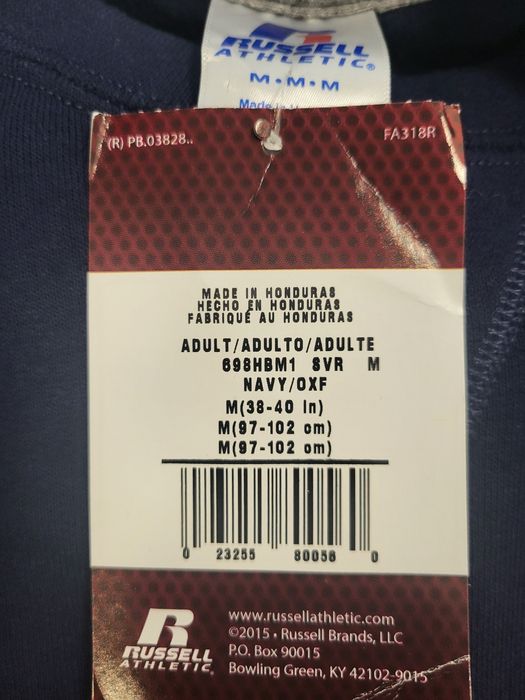 RUSSELL
ATHLETIC®
M•M•M
Made in
(R) PB.03828..
FA318R
MADE IN HONDURAS
HECHO EN HONDURAS
FABRIQUÉ AU HONDURAS
ADULT/ADULTO/ADULTE
698HBM1 SVR M
NAVY/OXF
M(38-40 in)
M(97-102 cm)
M(97-102 cm)
0 23255 80056 0
R
RUSSELL
ATHLETIC.
www.russellathletic.com
©2015 • Russell Brands, LLC
P.O. Box 90015
Bowling Green, KY 42102-9015